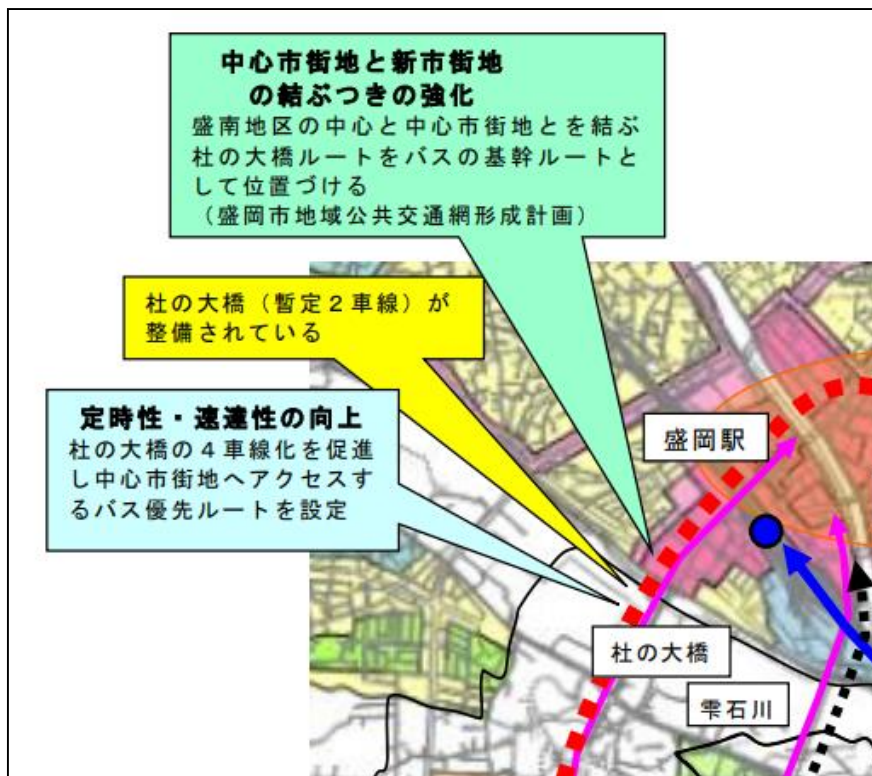 中心市街地と新市街地
の結ぶつきの強化
盛南地区の中心と中心市街地とを結ぶ
杜の大橋ルートをバスの基幹ルートと
して位置づける
（盛岡市地域公共交通網形成計画）
杜の大橋（暫定２車線）が
整備されている
定時性・速達性の向上
杜の大橋の４車線化を促進
し中心市街地へアクセスす
るバス優先ルートを設定
盛岡駅
杜の大橋
雫石川